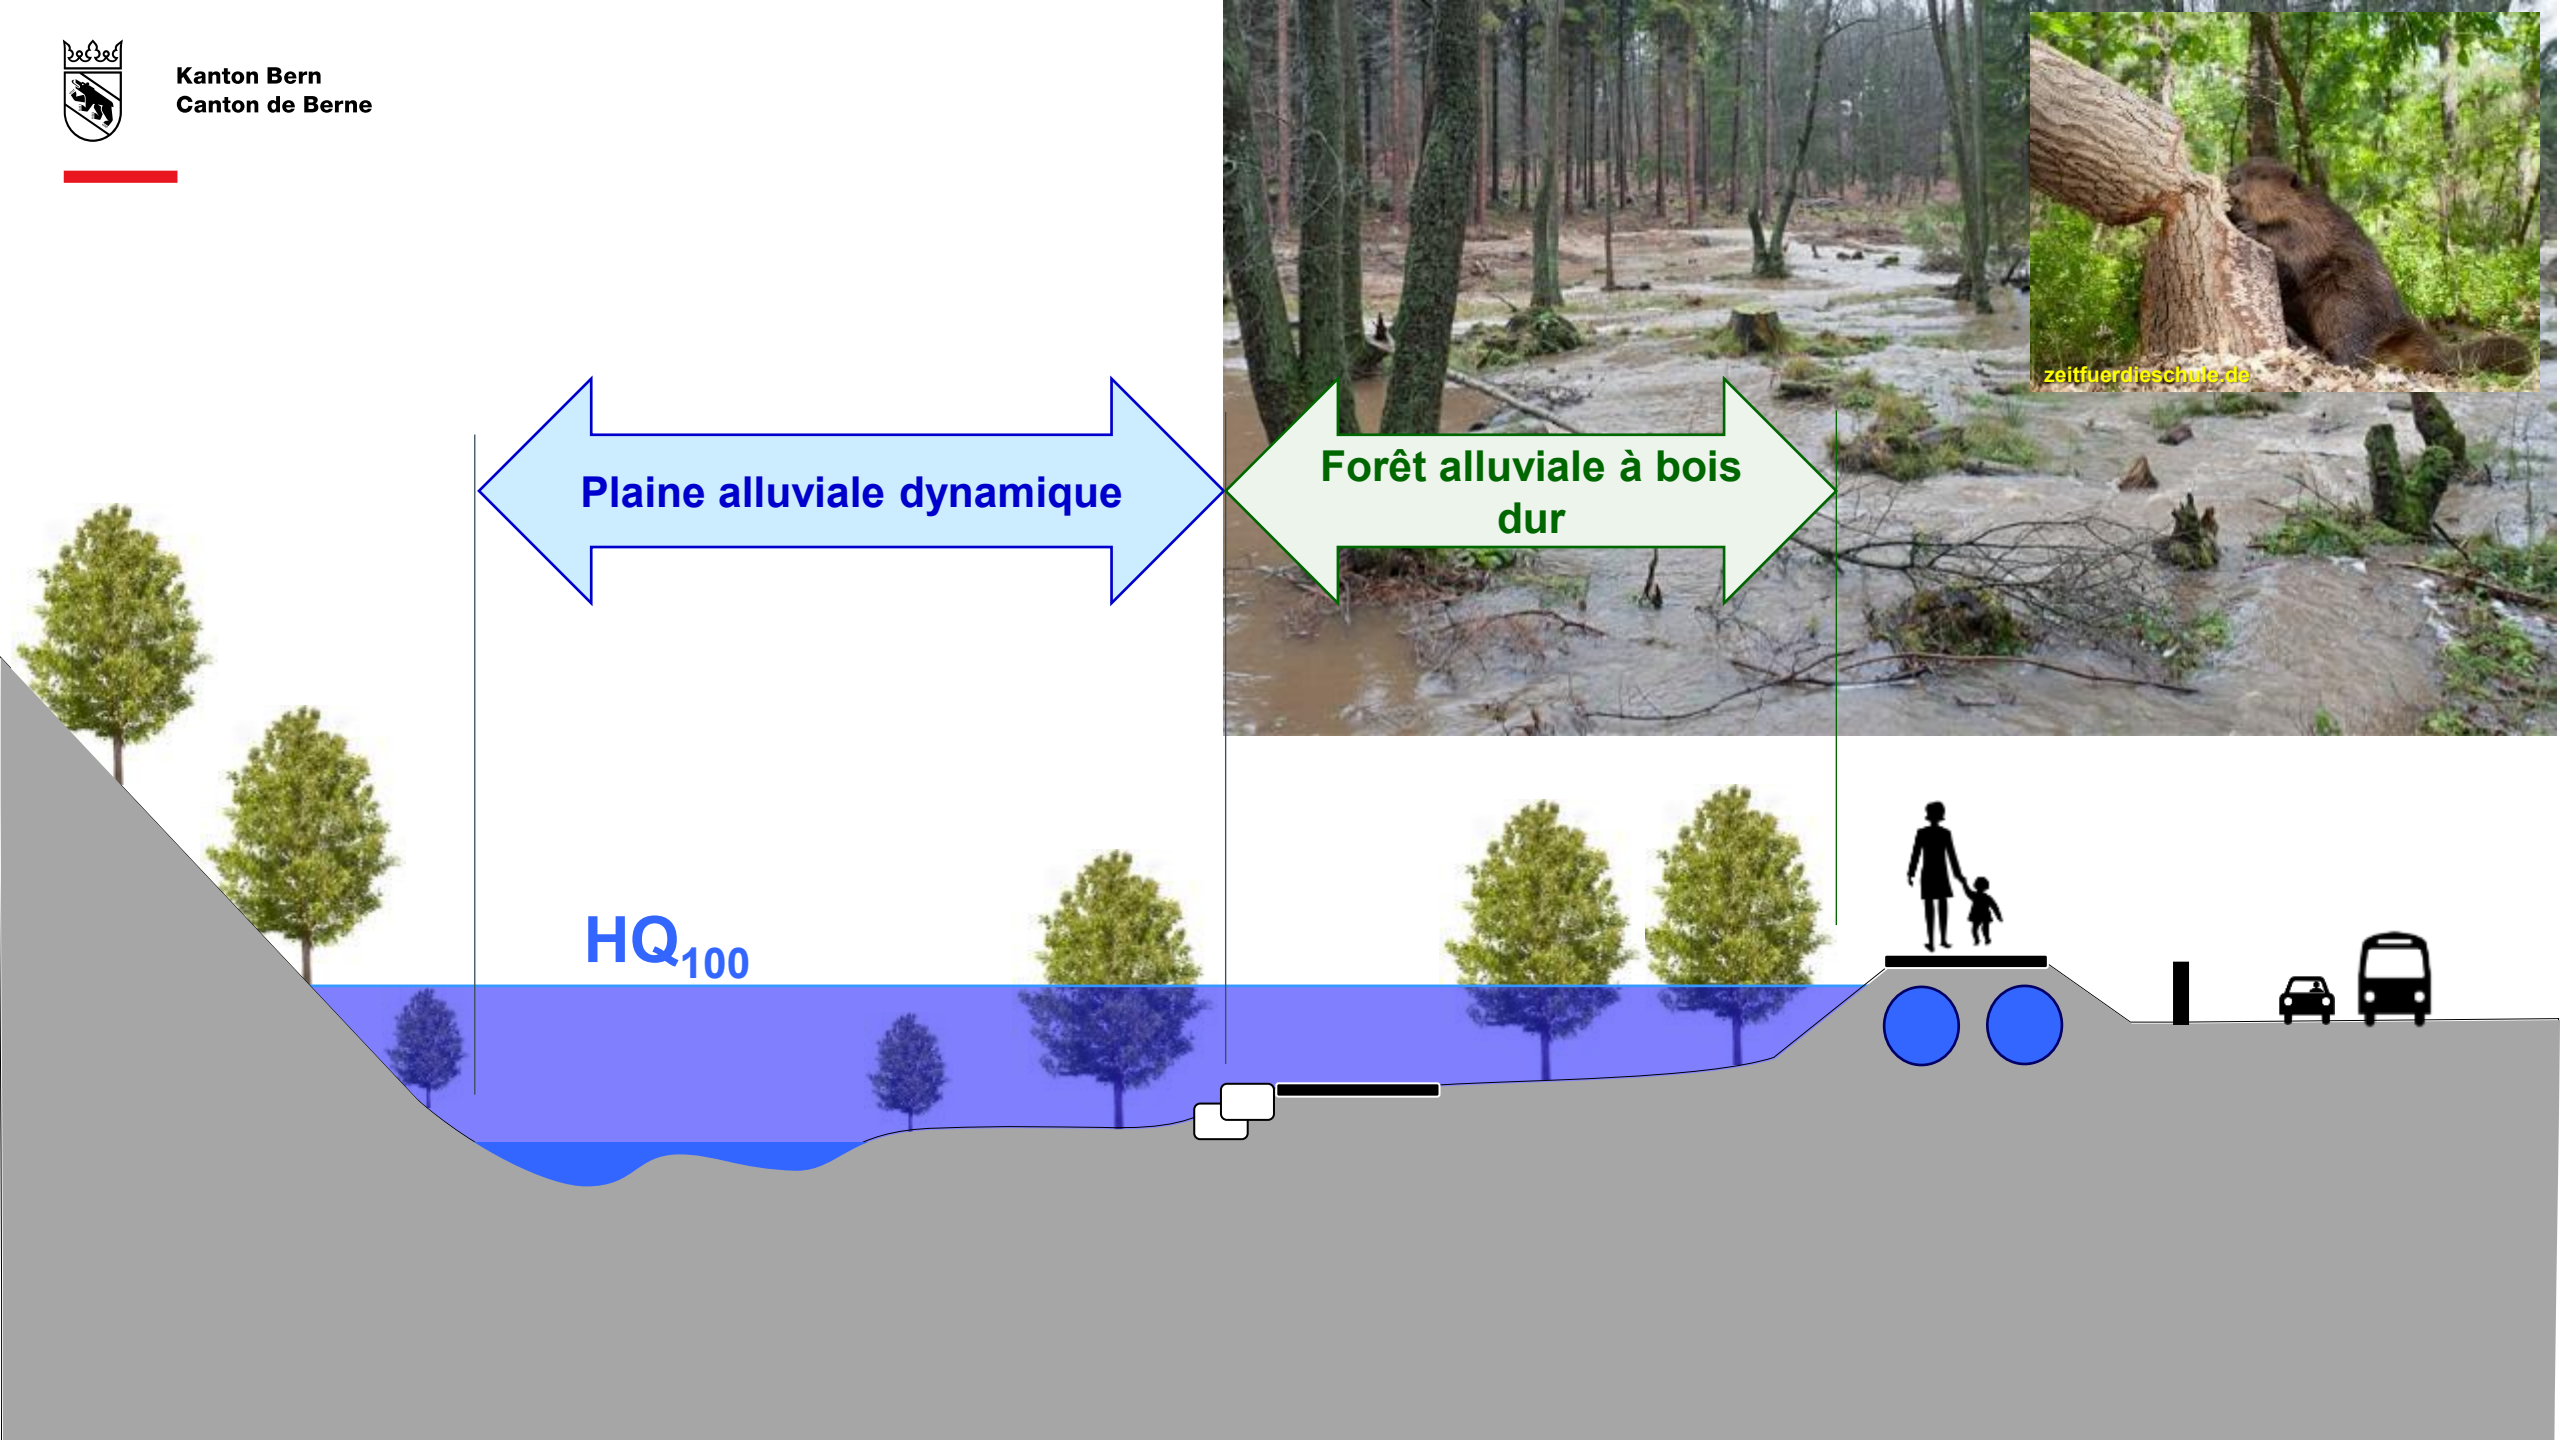 Kanton Bern
Canton de Berne
zeitfuerdieschule.de
Plaine alluviale dynamique
Forêt alluviale à bois
dur
HQ100